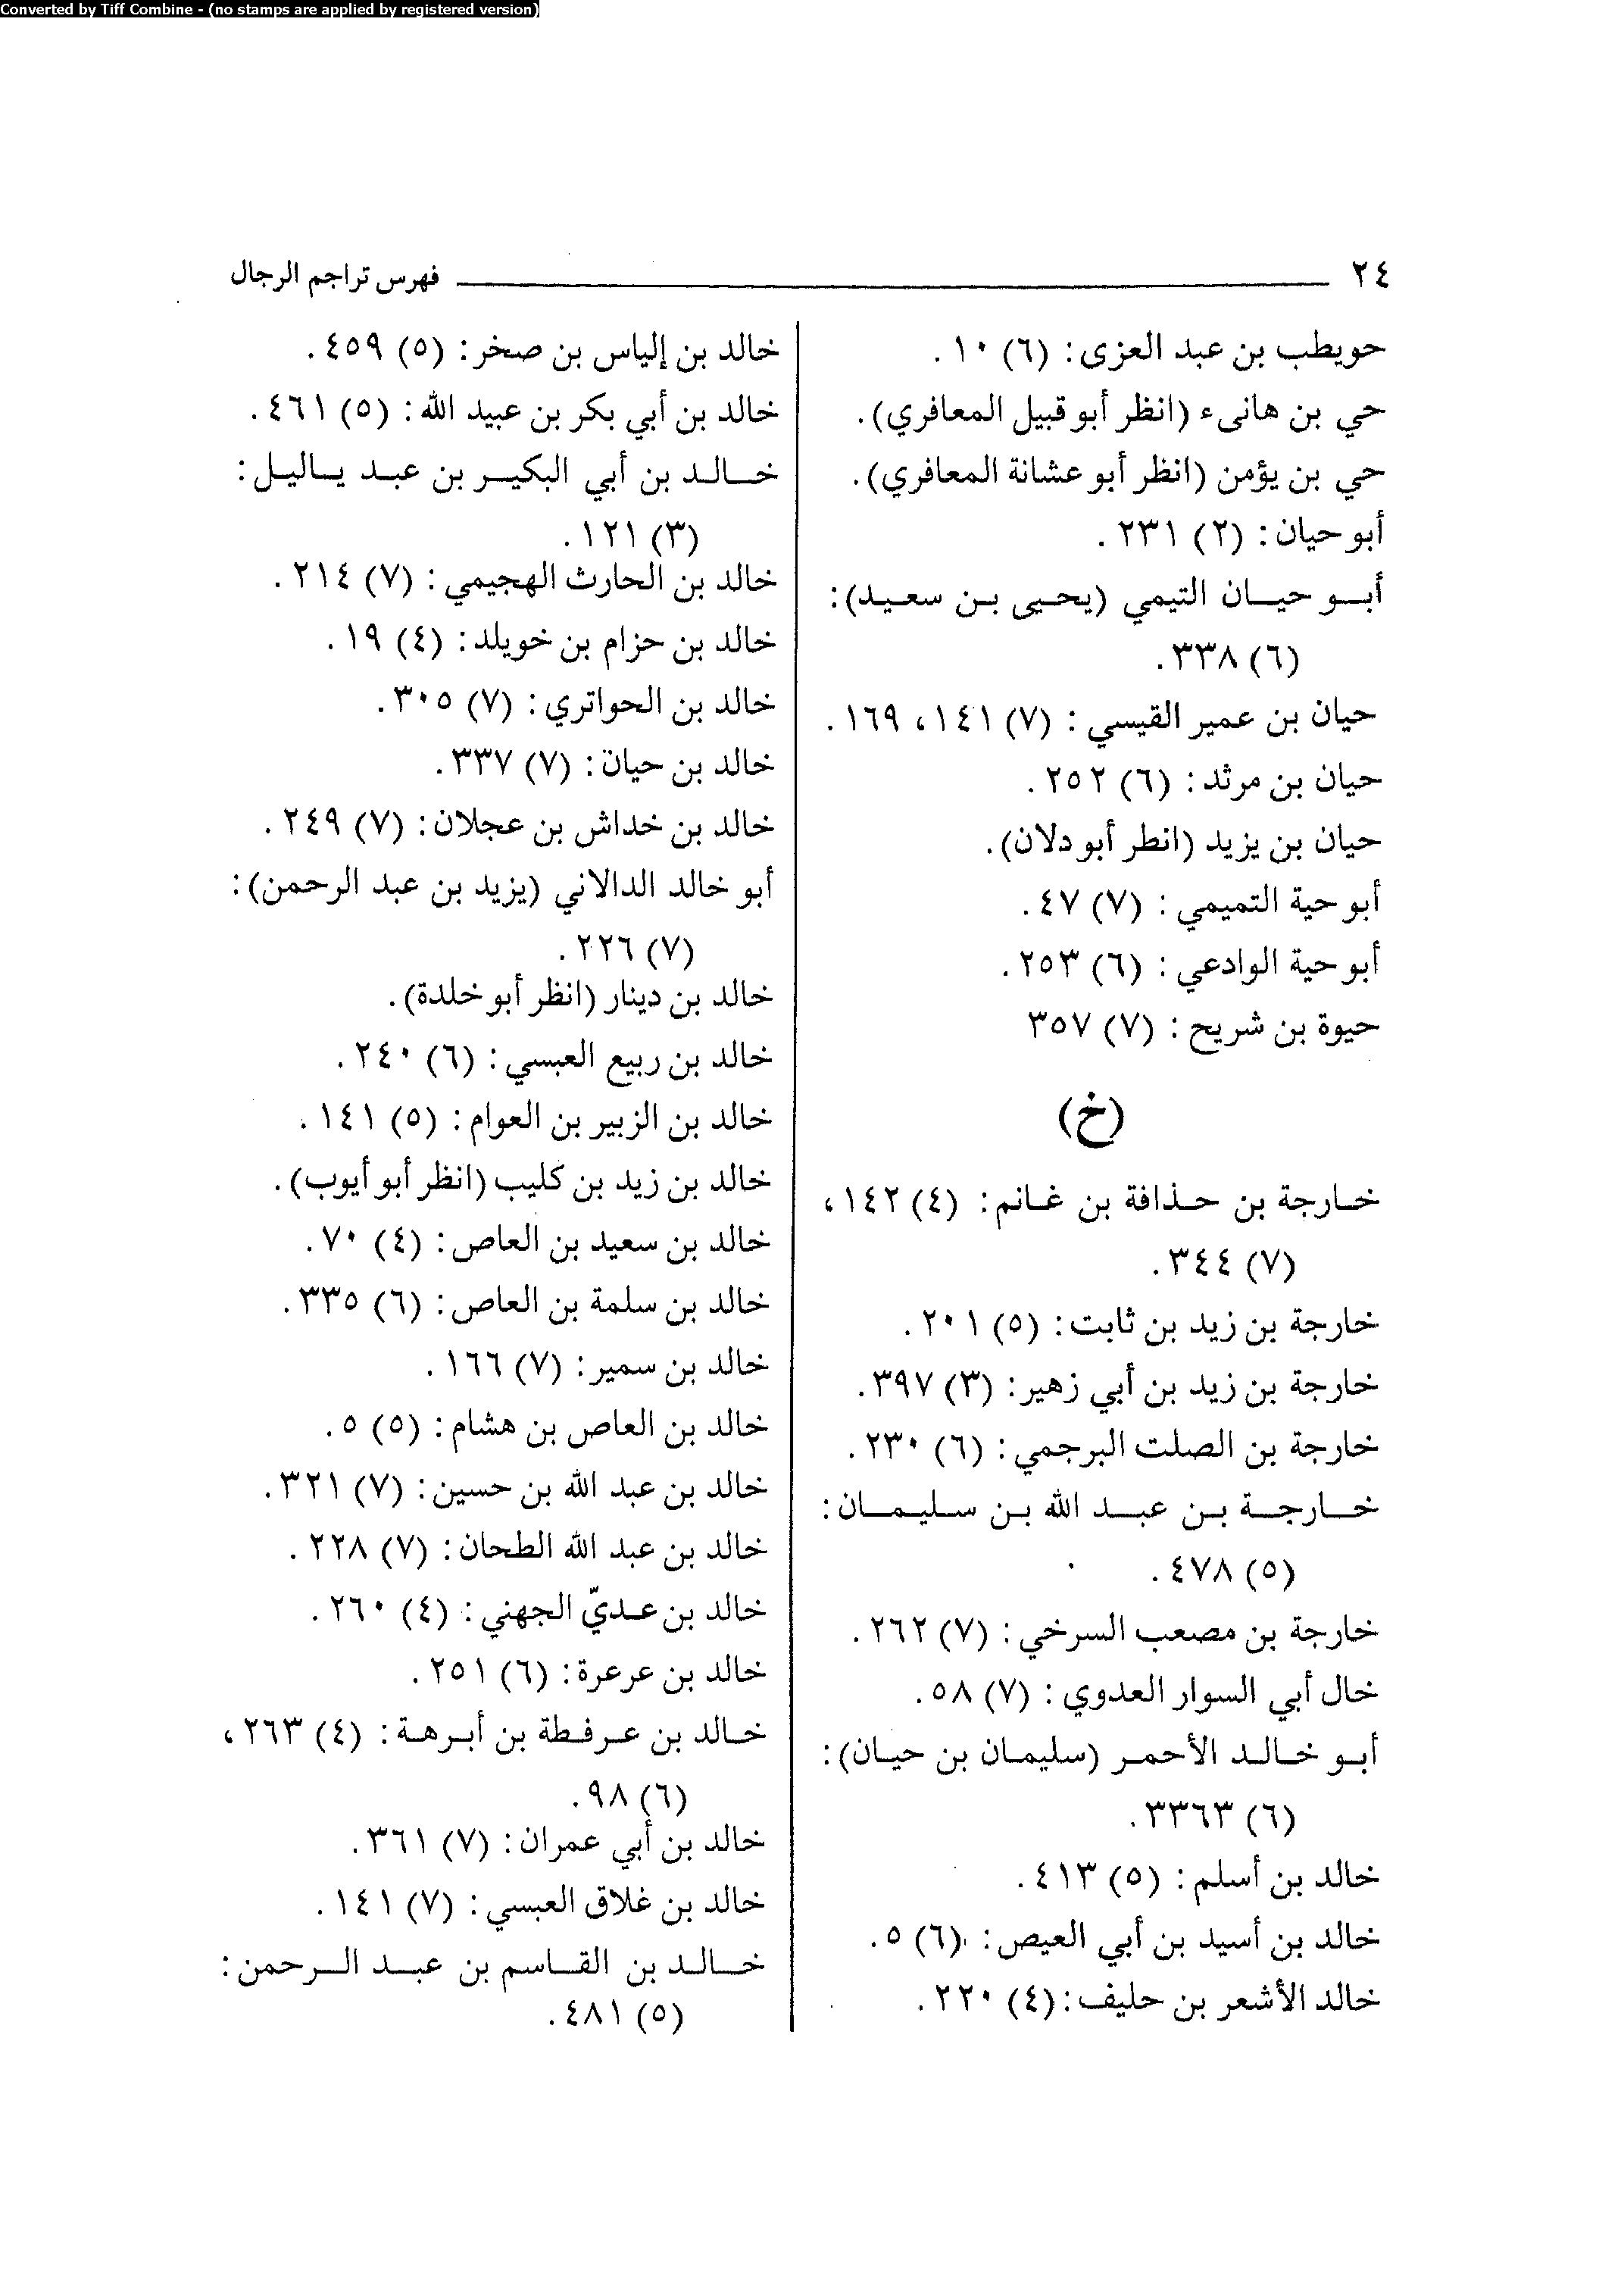 Converted by Tiff Combine - (no stamps are applied by registered version)
٢٤
فهرس تراجم الرجال
حويطب بن عبد العزى: (٦) ١٠.
حي بن هانىء (انظر أبو قبيل المعافري).
حي بن يؤمن (انظر أبو عشانة المعافري).
أبو حيان: (٢) ٢٣١.
أبو حيان التيمي (يحيى بن سعيد):
(٦) ٣٣٨.
حيان بن عمير القيسي: (٧) ١٤١، ١٦٩.
حيان بن مرثد: (٦) ٢٥٢.
حيان بن يزيد (انطر أبو دلان).
أبو حية التميمي: (٧) ٤٧.
أبو حية الوادعي: (٦) ٢٥٣.
حيوة بن شريح: (٧) ٣٥٧
(خ)
خارجة بن حذافة بن غانم: (٤) ١٤٢،
(٧) ٣٤٤.
خارجة بن زيد بن ثابت: (٥) ٢٠١.
خارجة بن زيد بن أبي زهير: (٣) ٣٩٧.
خارجة بن الصلت البرجمي: (٦) ٢٣٠.
خارجة بن عبد الله بن سليمان:
(٥) ٤٧٨.
خارجة بن مصعب السرخي: (٧) ٢٦٢.
خال أبي السوار العدوي: (٧) ٥٨.
أبو خالد الأحمر (سليمان بن حيان):
(٦) ٣٣٦٣.
خالد بن أسلم: (٥) ٤١٣.
خالد بن أسيد بن أبي العيص: (٦) ٥.
خالد الأشعر بن حليف: (٤) ٢٢٠.
خالد بن إلياس بن صخر: (٥) ٤٥٩.
خالد بن أبي بكر بن عبيد الله: (٥) ٤٦١.
خالد بن أبي البكير بن عبد ياليل:
(٣) ١٢١.
خالد بن الحارث الهجيمي: (٧) ٢١٤.
خالد بن حزام بن خويلد: (٤) ١٩.
خالد بن الحواتري: (٧) ٣٠٥.
خالد بن حيان: (٧) ٣٣٧.
خالد بن خداش بن عجلان: (٧) ٢٤٩.
أبو خالد الدالاني (يزيد بن عبد الرحمن):
(٧) ٢٢٦.
خالد بن دينار (انظر أبو خلدة).
خالد بن ربيع العبسي: (٦) ٢٤٠.
خالد بن الزبير بن العوام: (٥) ١٤١.
خالد بن زيد بن كليب (انظر أبو أيوب).
خالد بن سعيد بن العاص: (٤) ٧٠.
خالد بن سلمة بن العاص: (٦) ٣٣٥.
خالد بن سمير: (٧) ١٦٦.
خالد بن العاص بن هشام: (٥) ٥.
خالد بن عبد الله بن حسين: (٧) ٣٢١.
خالد بن عبد الله الطحان: (٧) ٢٢٨.
خالد بن عديّ الجهني: (٤) ٢٦٠.
خالد بن عرعرة: (٦) ٢٥١.
خالد بن عرفطة بن أبرهة: (٤) ٢٦٣،
(٦) ٩٨.
خالد بن أبي عمران: (٧) ٣٦١.
خالد بن غلاق العبسي: (٧) ١٤١.
خالد بن القاسم بن عبد الرحمن:
(٥) ٤٨١.